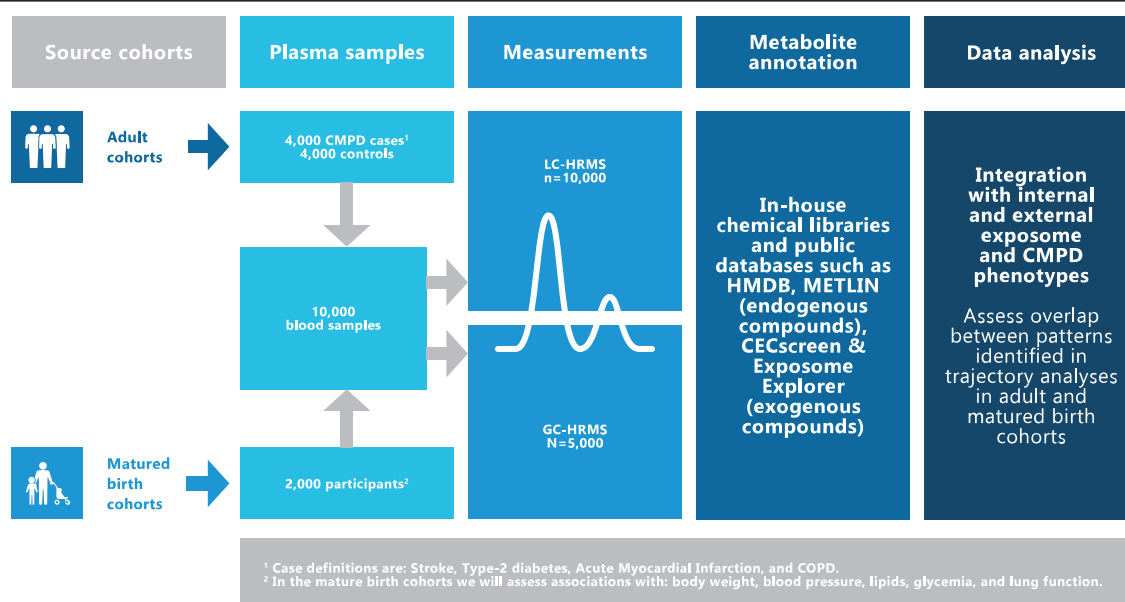 Source cohorts
Plasma samples
Measurements
Metabolite
annotation
Data analysis
Adult
cohorts
4,000 CMPD cases¹
4,000 controls
10,000
blood samples
Matured
birth
cohorts
2,000 participants²
LC-HRMS
n=10,000
GC-HRMS
N=5,000
In-house
chemical libraries
and public
databases such as
HMDB, METLIN
(endogenous
compounds),
CECscreen &
Exposome
Explorer
(exogenous
compounds)
Integration
with internal
and external
exposome
and CMPD
phenotypes
Assess overlap
between patterns
identified in
trajectory analyses
in adult and
matured birth
cohorts
¹ Case definitions are: Stroke, Type-2 diabetes, Acute Myocardial Infarction, and COPD.
² In the mature birth cohorts we will assess associations with: body weight, blood pressure, lipids, glycemia, and lung function.